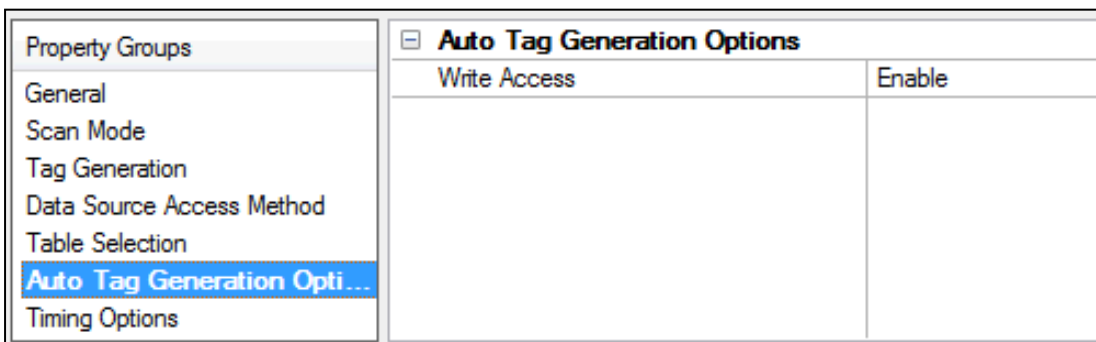 Property Groups
General
Scan Mode
Tag Generation
Data Source Access Method
Table Selection
Auto Tag Generation Opti...
Timing Options
Auto Tag Generation Options
Write Access Enable